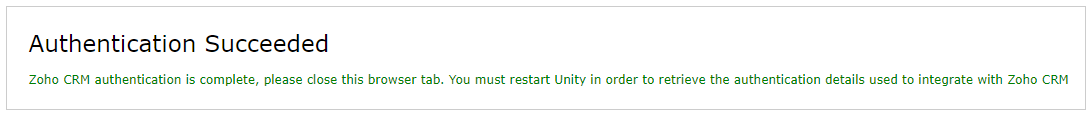 Authentication Succeeded
Zoho CRM authentication is complete, please close this browser tab. You must restart Unity in order to retrieve the authentication details used to integrate with Zoho CRM